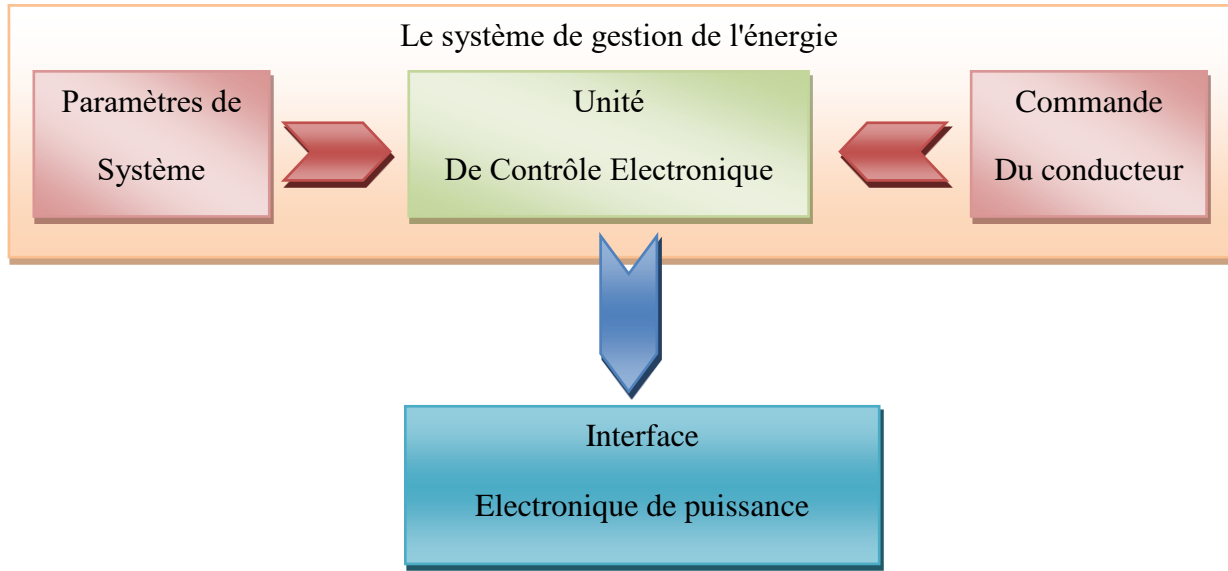 Le système de gestion de l'énergie
Paramètres de
Système
Unité
De Contrôle Electronique
Commande
Du conducteur
Interface
Electronique de puissance